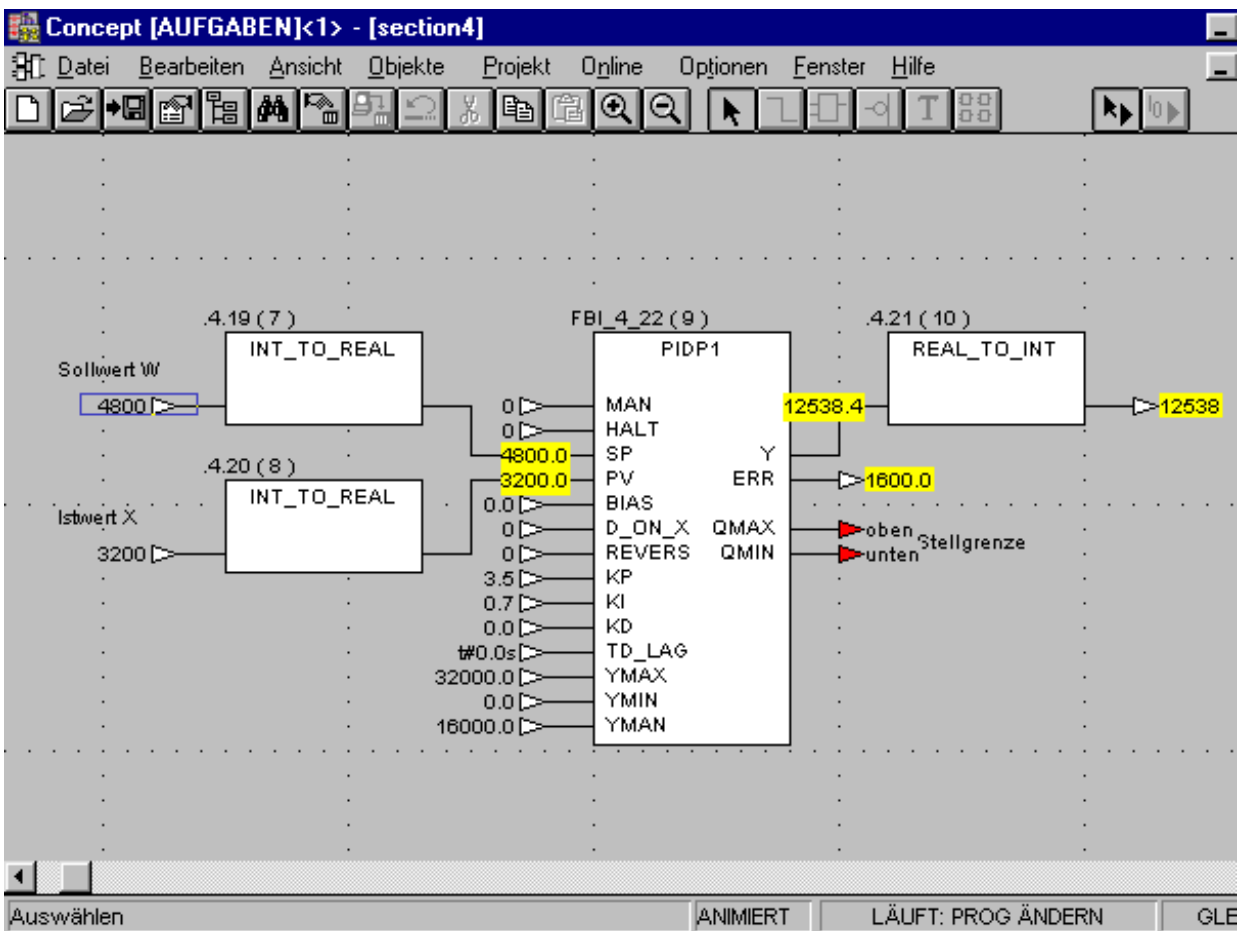 Concept [AUFGABEN]<1> - [section4]
Datei Bearbeiten Ansicht Objekte Projekt Online Optionen Fenster Hilfe
.4.19 ( 7 )
INT_TO_REAL
Sollwert W
4800
.4.20 ( 8 )
INT_TO_REAL
Istwert X
3200
FBI_4_22 ( 9 )
PIDP1
0 MAN
0 HALT
4800.0 SP Y 12538.4
3200.0 PV ERR 1600.0
0.0 BIAS
0 D_ON_X QMAX oben
0 REVERS QMIN unten
Stellgrenze
3.5 KP
0.7 KI
0.0 KD
t#0.0s TD_LAG
32000.0 YMAX
0.0 YMIN
16000.0 YMAN
.4.21 ( 10 )
REAL_TO_INT
12538
Auswählen ANIMIERT LÄUFT: PROG ÄNDERN GLE